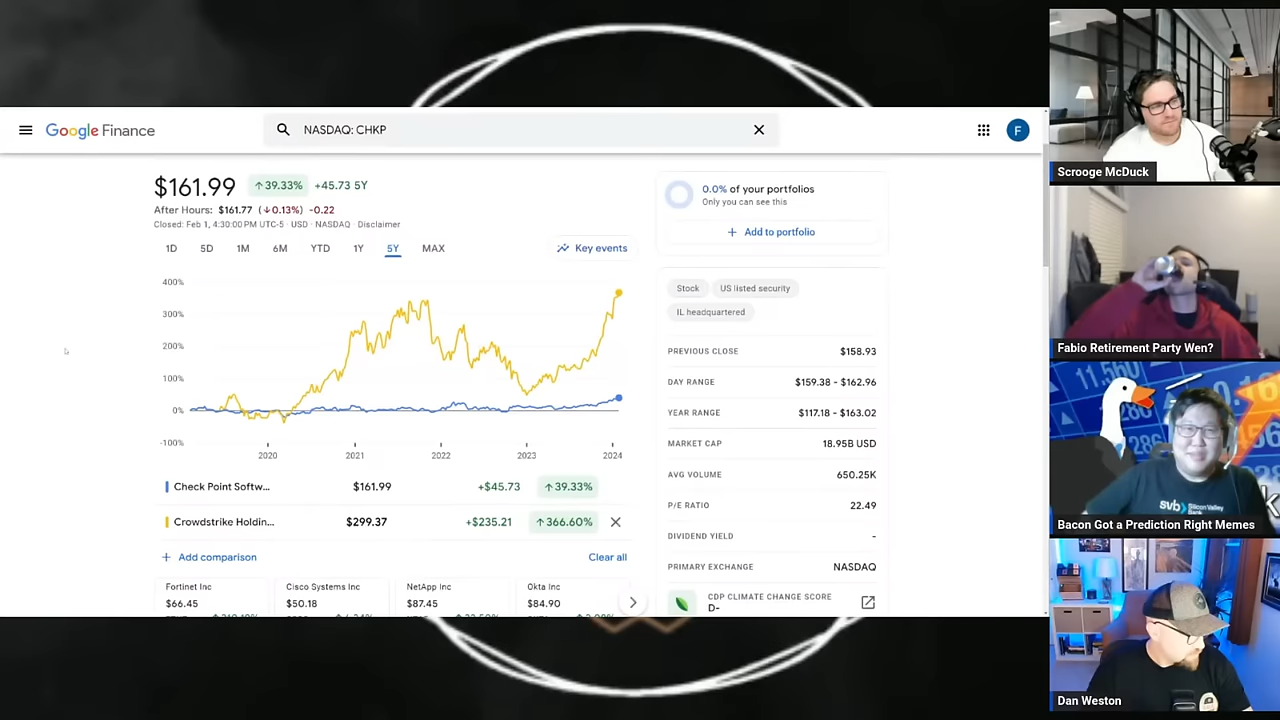 Google Finance
NASDAQ: CHKP
F
$161.99 ↑39.33% +45.73 5Y
After Hours: $161.77 (↓0.13%) -0.22
Closed: Feb 1, 4:30:00 PM UTC-5 · USD · NASDAQ · Disclaimer
1D 5D 1M 6M YTD 1Y 5Y MAX
Key events
400%
300%
200%
100%
0%
-100%
2020 2021 2022 2023 2024
Check Point Softw... $161.99 +$45.73 ↑39.33%
Crowdstrike Holdin... $299.37 +$235.21 ↑366.60%
+ Add comparison
Clear all
Fortinet Inc Cisco Systems Inc NetApp Inc Okta Inc
$66.45 $50.18 $87.45 $84.90
0.0% of your portfolios
Only you can see this
+ Add to portfolio
Stock US listed security
IL headquartered
PREVIOUS CLOSE $158.93
DAY RANGE $159.38 - $162.96
YEAR RANGE $117.18 - $163.02
MARKET CAP 18.95B USD
AVG VOLUME 650.25K
P/E RATIO 22.49
DIVIDEND YIELD -
PRIMARY EXCHANGE NASDAQ
CDP CLIMATE CHANGE SCORE
D-
Scrooge McDuck
Fabio Retirement Party Wen?
11.560
svb Silicon Valley
Bank
Bacon Got a Prediction Right Memes
Dan Weston